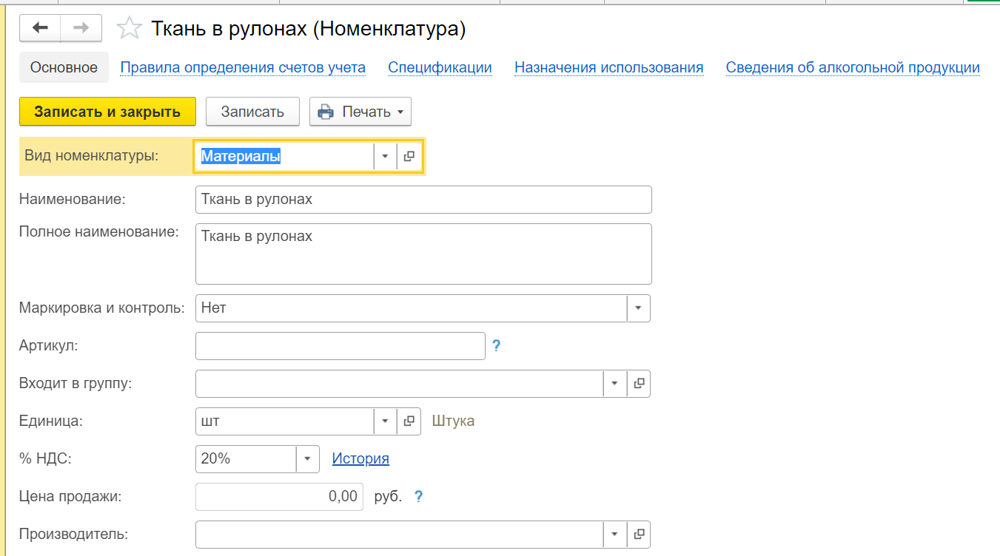 Ткань в рулонах (Номенклатура)
Основное Правила определения счетов учета Спецификации Назначения использования Сведения об алкогольной продукции
Записать и закрыть Записать Печать
Вид номенклатуры: Материалы
Наименование: Ткань в рулонах
Полное наименование: Ткань в рулонах
Маркировка и контроль: Нет
Артикул: ?
Входит в группу:
Единица: шт Штука
% НДС: 20% История
Цена продажи: 0,00 руб. ?
Производитель: